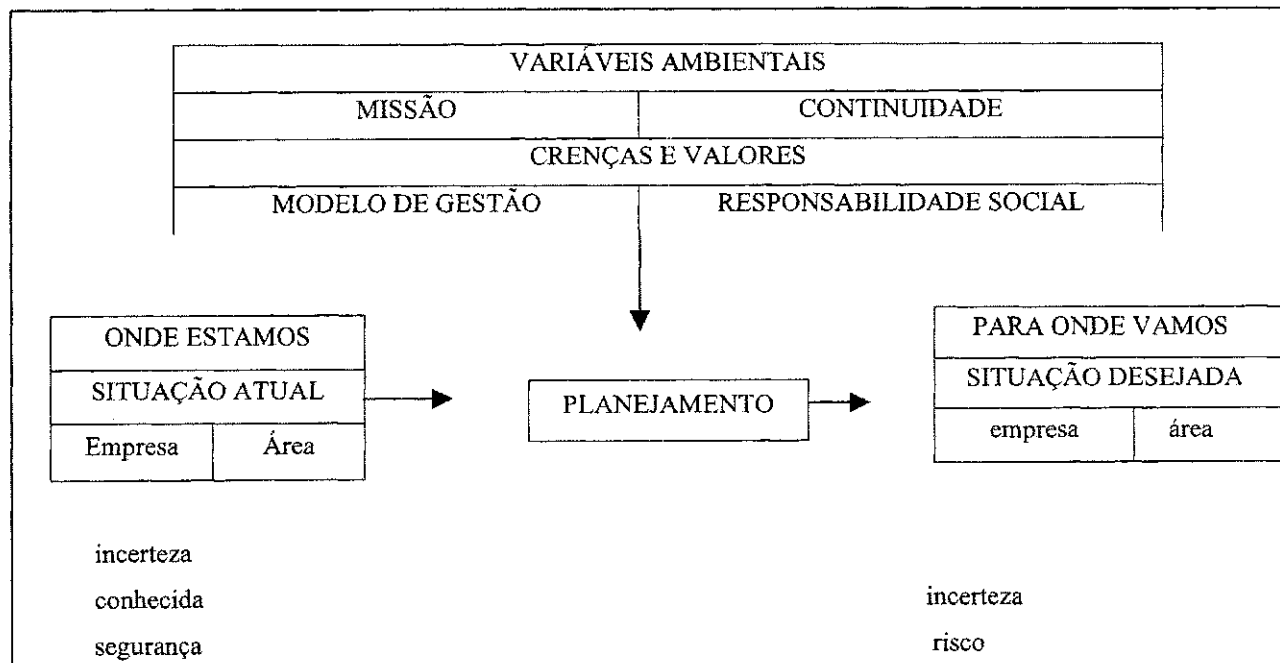 VARIÁVEIS AMBIENTAIS
MISSÃO CONTINUIDADE
CRENÇAS E VALORES
MODELO DE GESTÃO RESPONSABILIDADE SOCIAL
ONDE ESTAMOS
SITUAÇÃO ATUAL
Empresa Área
PLANEJAMENTO
PARA ONDE VAMOS
SITUAÇÃO DESEJADA
empresa área
incerteza
conhecida
segurança
incerteza
risco